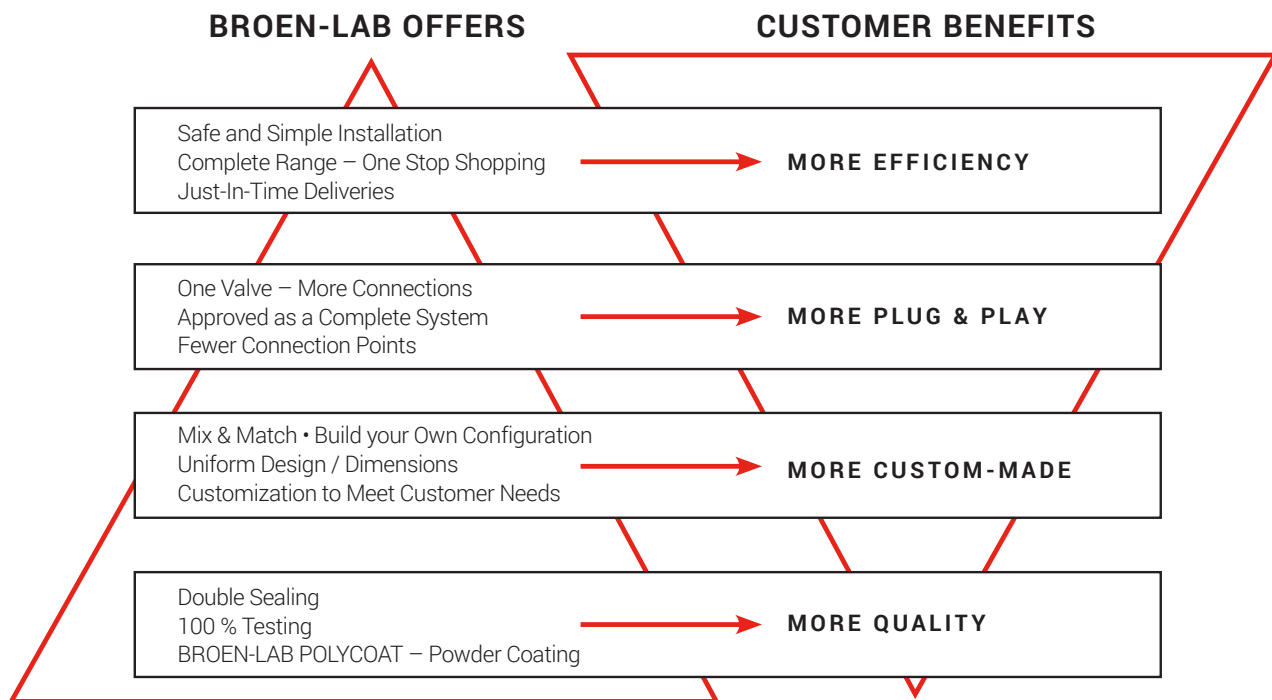 BROEN-LAB OFFERS
CUSTOMER BENEFITS
Safe and Simple Installation
Complete Range – One Stop Shopping
Just-In-Time Deliveries
MORE EFFICIENCY
One Valve – More Connections
Approved as a Complete System
Fewer Connection Points
MORE PLUG & PLAY
Mix & Match • Build your Own Configuration
Uniform Design / Dimensions
Customization to Meet Customer Needs
MORE CUSTOM-MADE
Double Sealing
100 % Testing
BROEN-LAB POLYCOAT – Powder Coating
MORE QUALITY